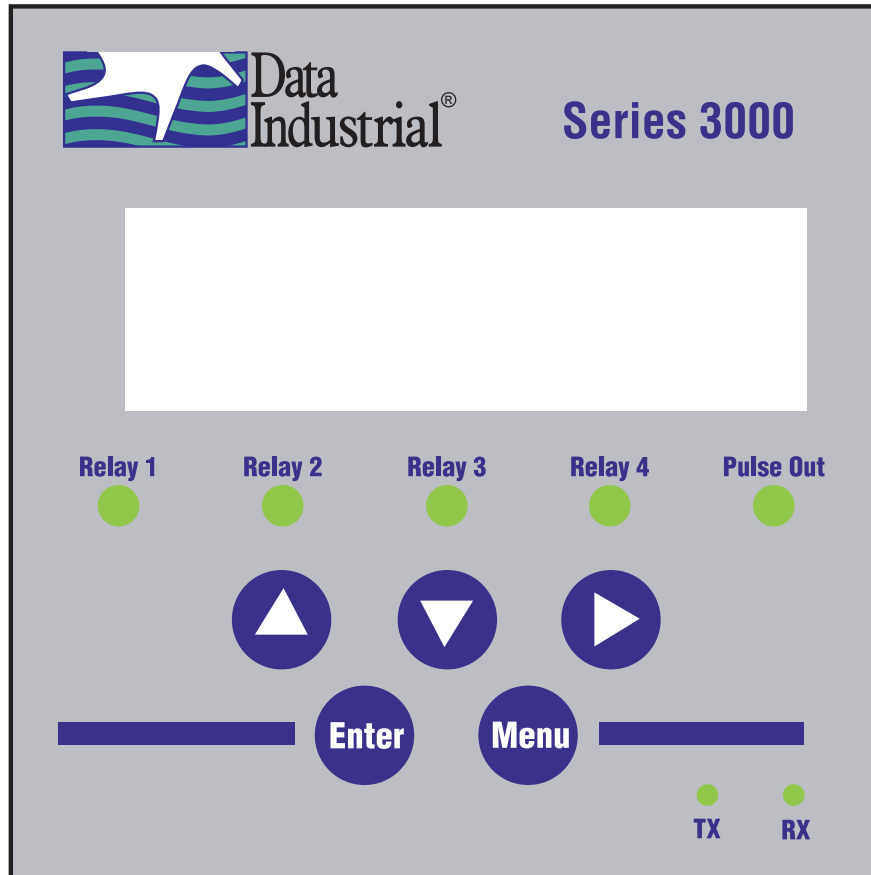 Data
Industrial®
Series 3000
Relay 1 Relay 2 Relay 3 Relay 4 Pulse Out
Enter Menu
TX RX